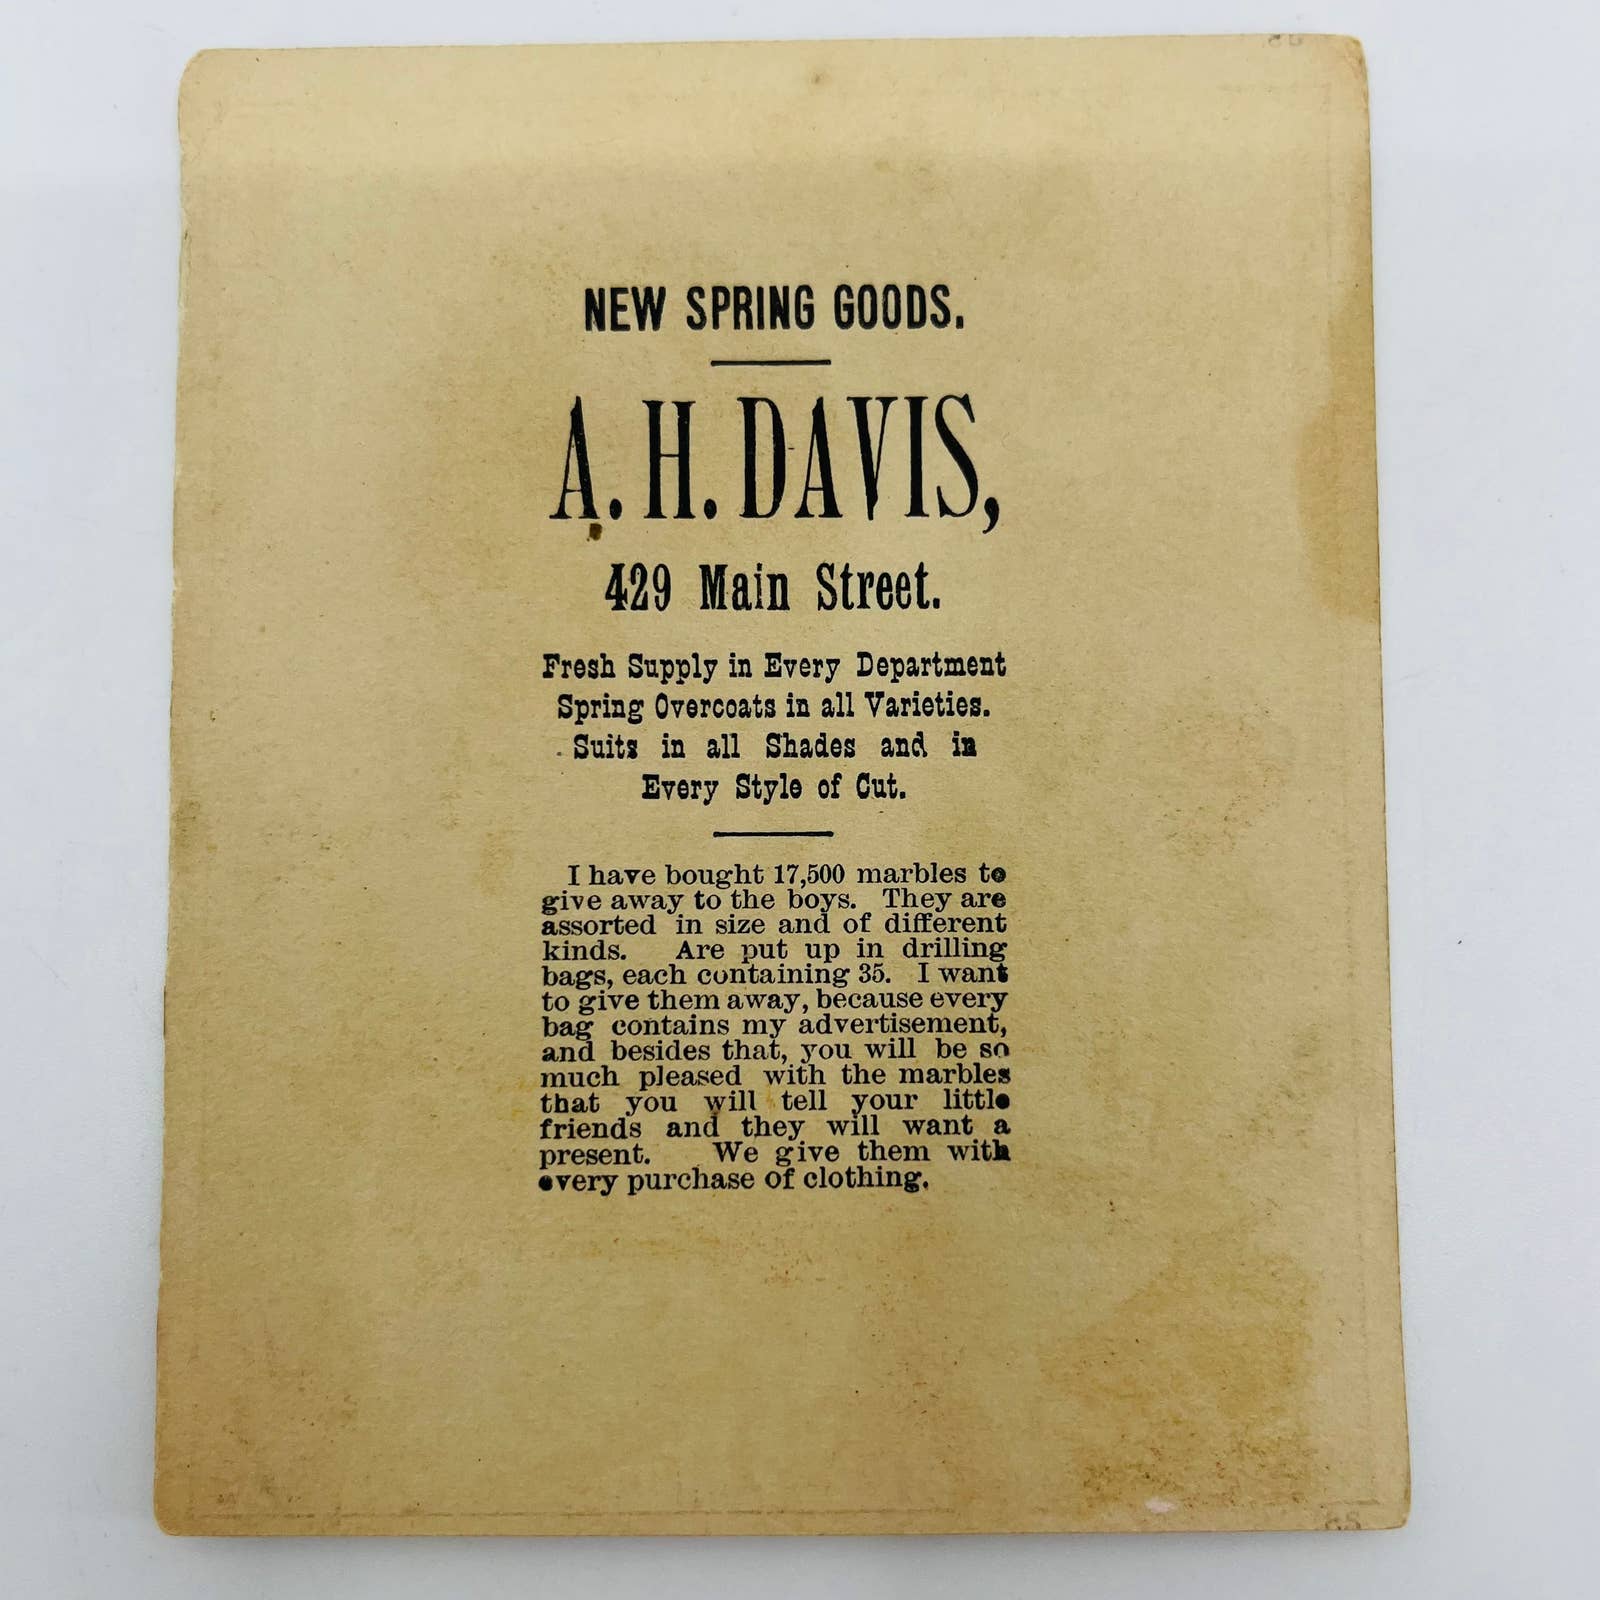 NEW SPRING GOODS.
A. H. DAVIS,
429 Main Street.
Fresh Supply in Every Department
Spring Overcoats in all Varieties.
Suits in all Shades and in
Every Style of Cut.
I have bought 17,500 marbles to
give away to the boys. They are
assorted in size and of different
kinds. Are put up in drilling
bags, each containing 35. I want
to give them away, because every
bag contains my advertisement,
and besides that, you will be so
much pleased with the marbles
that you will tell your little
friends and they will want a
present. We give them with
every purchase of clothing.